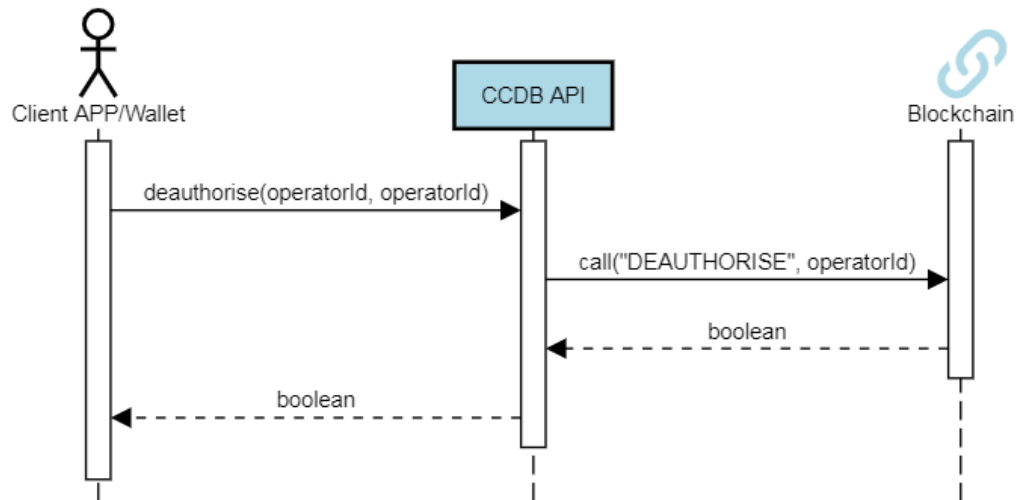 Client APP/Wallet
CCDB API
Blockchain
deauthorise(operatorId, operatorId)
call("DEAUTHORISE", operatorId)
boolean
boolean